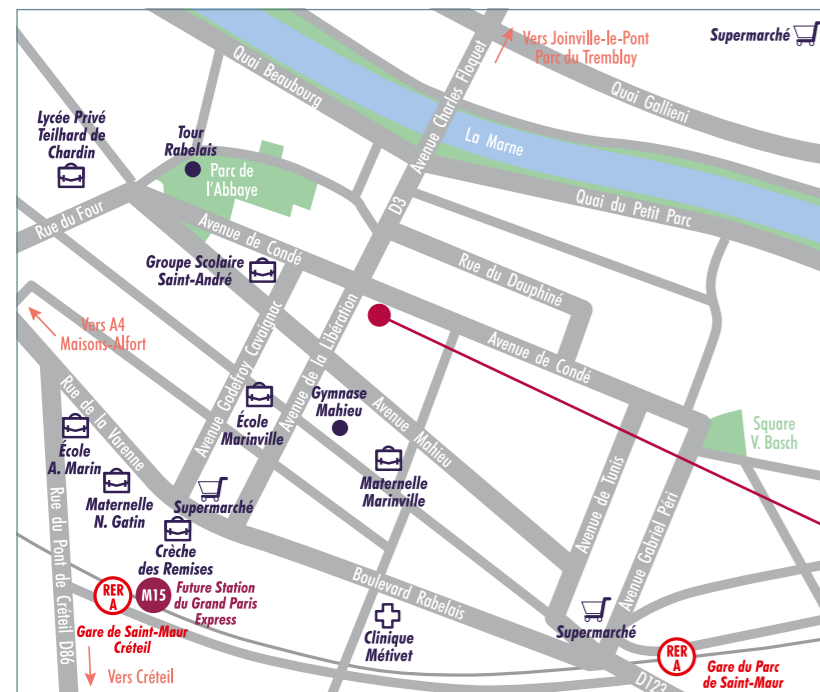 Vers Joinville-le-Pont
Parc du Tremblay
Supermarché
Quai Beaubourg
Avenue Charles Floquet
Quai Gallieni
La Marne
Lycée Privé
Teilhard de
Chardin
Tour
Rabelais
Parc de
l'Abbaye
Rue du Four
D3
Quai du Petit Parc
Avenue de Condé
Groupe Scolaire
Saint-André
Rue du Dauphiné
Vers A4
Maisons-Alfort
Avenue Godefroy Cavaignac
Avenue de la Libération
Avenue de Condé
Rue de la Varenne
École
Marinville
Gymnase
Mahieu
Avenue Mahieu
Square
V. Basch
École
A. Marin
Maternelle
N. Gatin
Supermarché
Maternelle
Marinville
Avenue de Tunis
Avenue Gabriel Péri
Rue du Pont de Créteil D86
Crèche
des Remises
Boulevard Rabelais
RER
A
M15
Future Station
du Grand Paris
Express
Gare de Saint-Maur
Créteil
Clinique
Métivet
Supermarché
RER
A
Gare du Parc
de Saint-Maur
Vers Créteil
D123